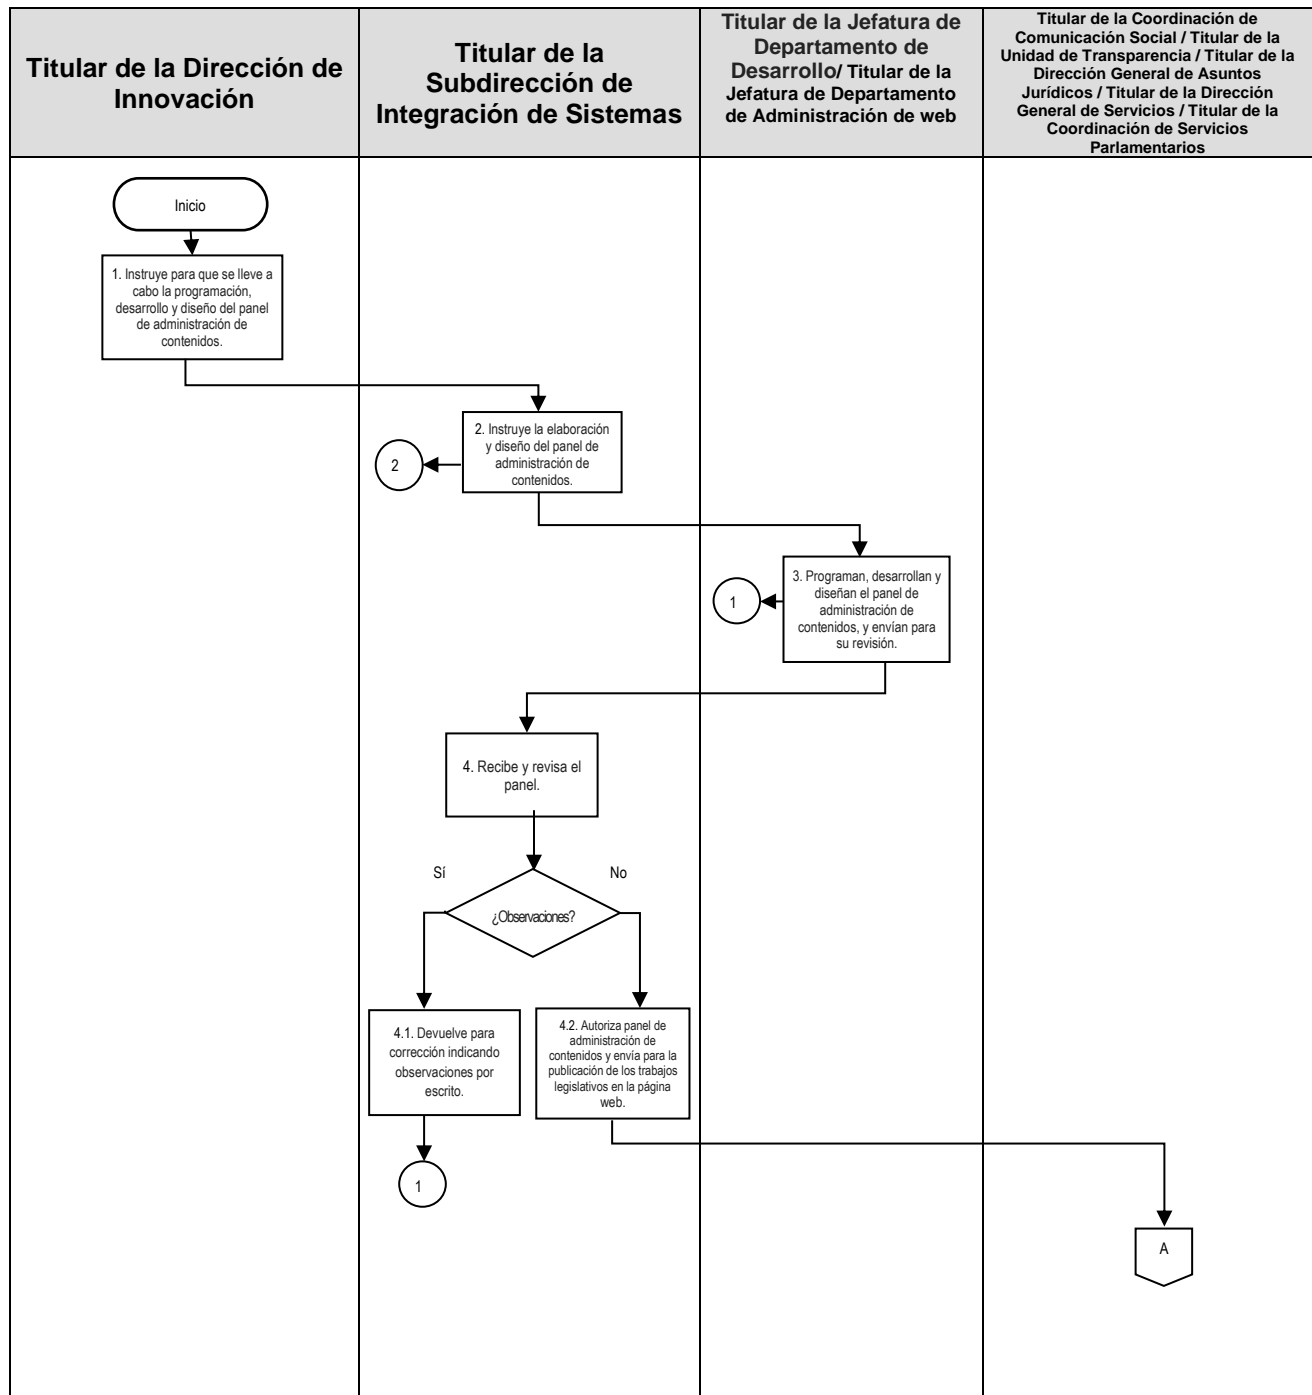 Titular de la Dirección de
Innovación
Titular de la
Subdirección de
Integración de Sistemas
Titular de la Jefatura de
Departamento de
Desarrollo/ Titular de la
Jefatura de Departamento
de Administración de web
Titular de la Coordinación de
Comunicación Social / Titular de la
Unidad de Transparencia / Titular de la
Dirección General de Asuntos
Jurídicos / Titular de la Dirección
General de Servicios / Titular de la
Coordinación de Servicios
Parlamentarios
Inicio
1. Instruye para que se lleve a
cabo la programación,
desarrollo y diseño del panel
de administración de
contenidos.
2. Instruye la elaboración
y diseño del panel de
administración de
contenidos.
2
3. Programan, desarrollan y
diseñan el panel de
administración de
contenidos, y envían para
su revisión.
1
4. Recibe y revisa el
panel.
Sí
No
¿Observaciones?
4.1. Devuelve para
corrección indicando
observaciones por
escrito.
4.2. Autoriza panel de
administración de
contenidos y envía para la
publicación de los trabajos
legislativos en la página
web.
1
A